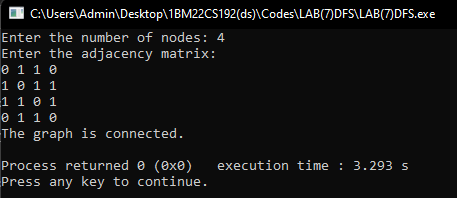 C:\Users\Admin\Desktop\1BM22CS192(ds)\Codes\LAB(7)DFS\LAB(7)DFS.exe
Enter the number of nodes: 4
Enter the adjacency matrix:
0 1 1 0
1 0 1 1
1 1 0 1
0 1 1 0
The graph is connected.
Process returned 0 (0x0)   execution time : 3.293 s
Press any key to continue.